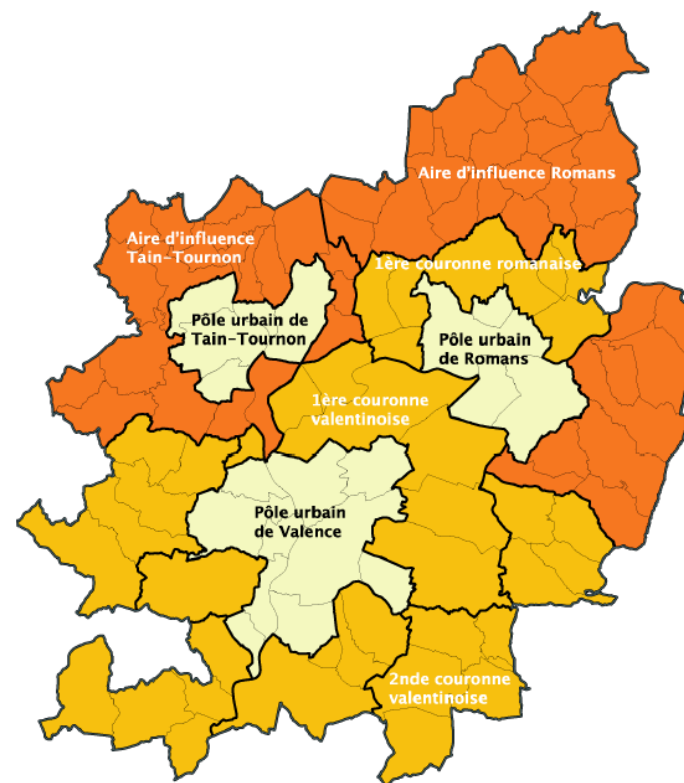 Aire d'influence Romans
Aire d'influence
Tain-Tournon
1ère couronne romanaise
Pôle urbain de
Tain-Tournon
Pôle urbain
de Romans
1ère couronne
valentinoise
Pôle urbain
de Valence
2nde couronne
valentinoise